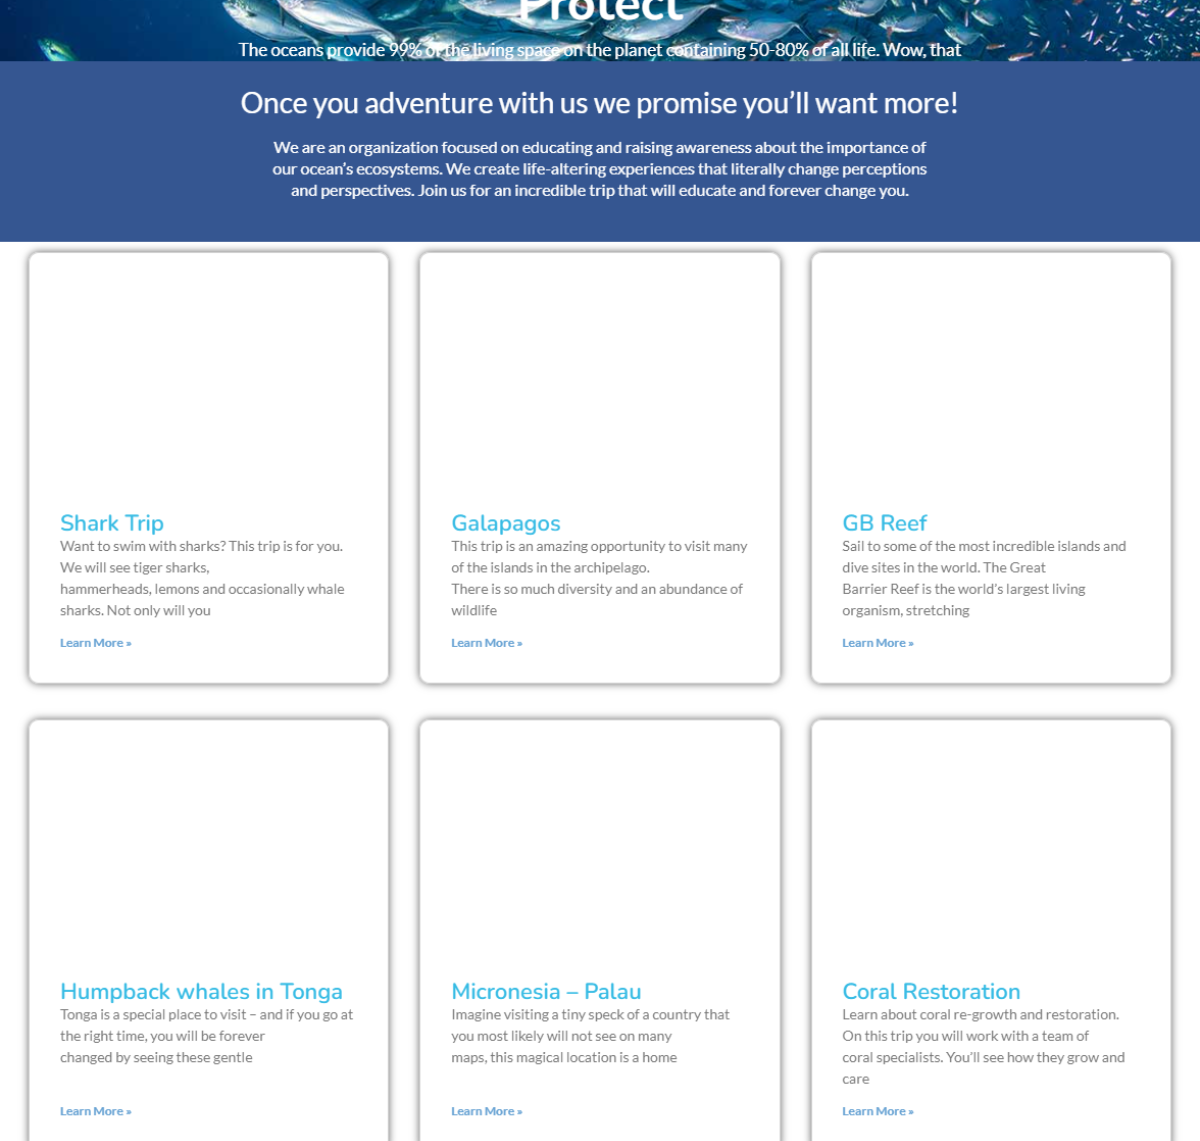 Protect
The oceans provide 99% of the living space on the planet containing 50-80% of all life. Wow, that
Once you adventure with us we promise you’ll want more!
We are an organization focused on educating and raising awareness about the importance of
our ocean’s ecosystems. We create life-altering experiences that literally change perceptions
and perspectives. Join us for an incredible trip that will educate and forever change you.
Shark Trip
Want to swim with sharks? This trip is for you.
We will see tiger sharks,
hammerheads, lemons and occasionally whale
sharks. Not only will you
Learn More »
Galapagos
This trip is an amazing opportunity to visit many
of the islands in the archipelago.
There is so much diversity and an abundance of
wildlife
Learn More »
GB Reef
Sail to some of the most incredible islands and
dive sites in the world. The Great
Barrier Reef is the world’s largest living
organism, stretching
Learn More »
Humpback whales in Tonga
Tonga is a special place to visit – and if you go at
the right time, you will be forever
changed by seeing these gentle
Learn More »
Micronesia – Palau
Imagine visiting a tiny speck of a country that
you most likely will not see on many
maps, this magical location is a home
Learn More »
Coral Restoration
Learn about coral re-growth and restoration.
On this trip you will work with a team of
coral specialists. You’ll see how they grow and
care
Learn More »